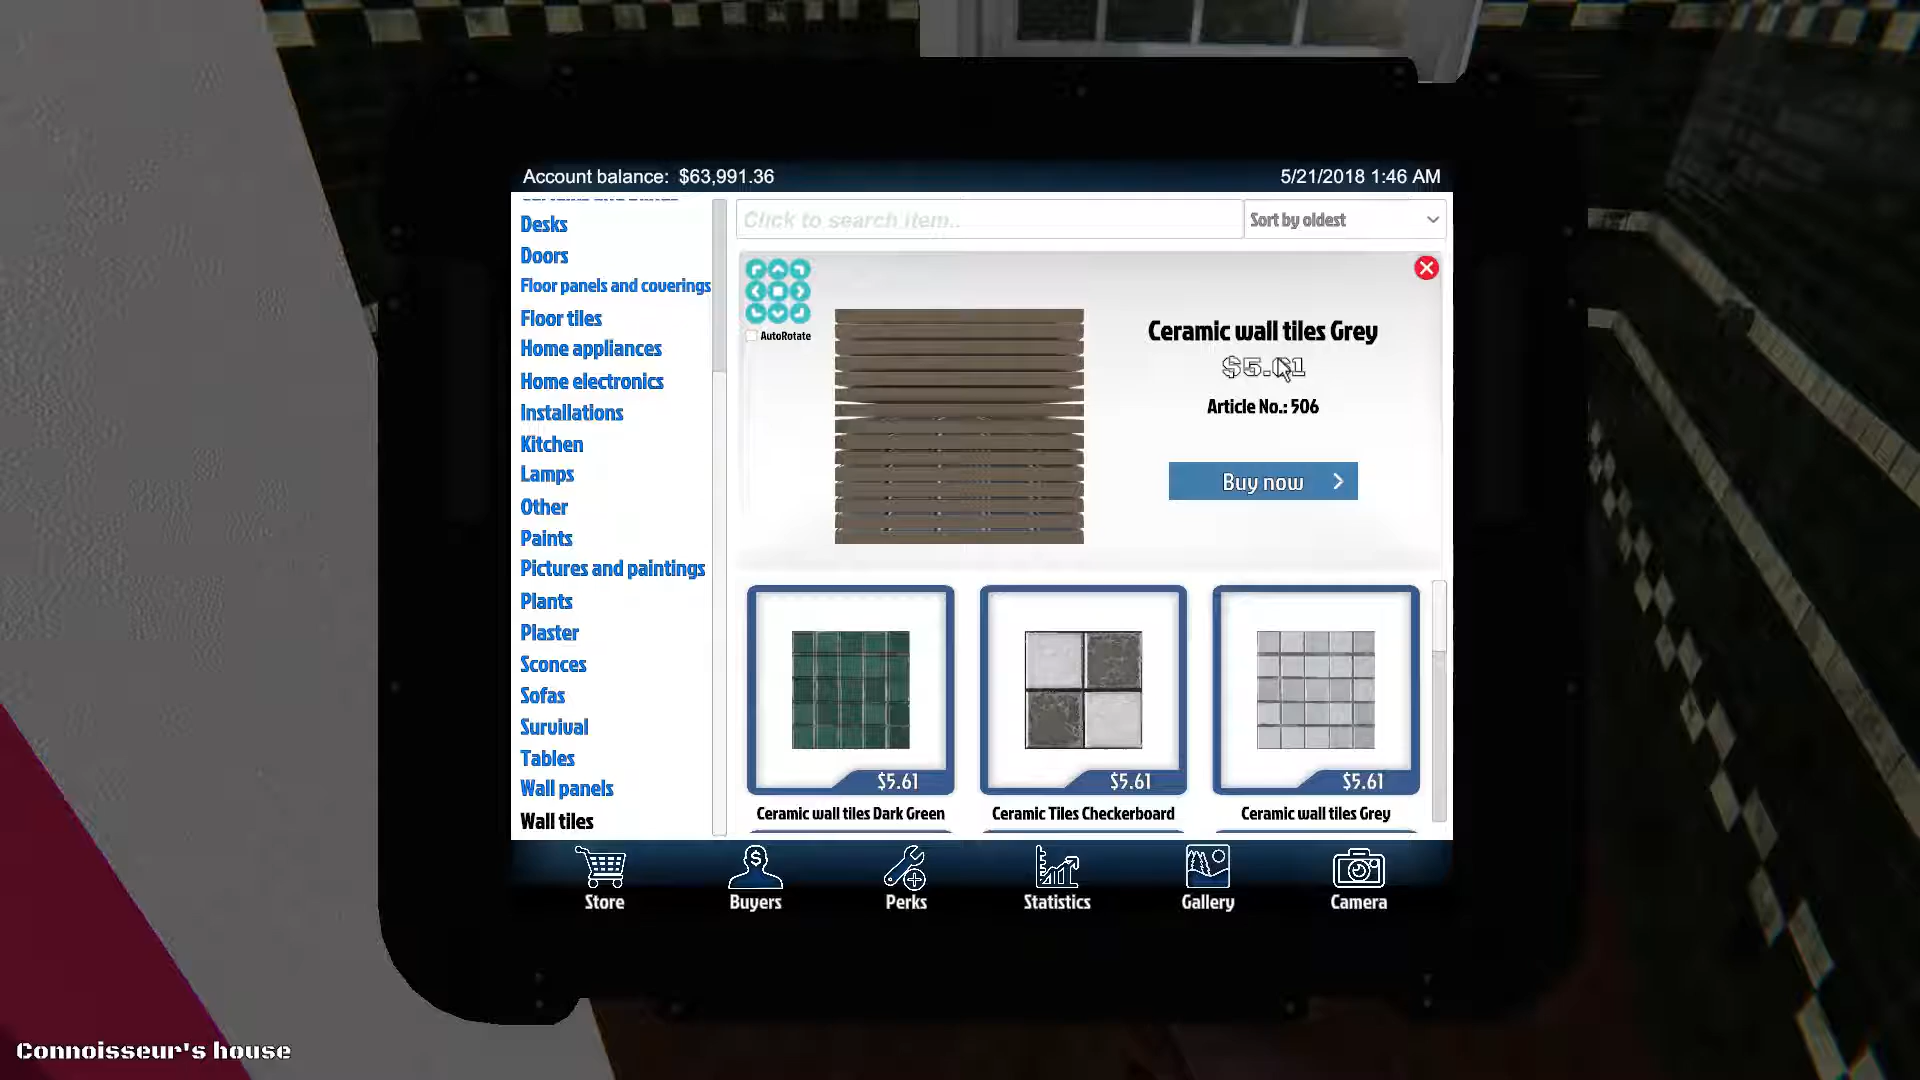 Account balance: $63,991.36
5/21/2018 1:46 AM
Desks
Doors
Floor panels and coverings
Floor tiles
Home appliances
Home electronics
Installations
Kitchen
Lamps
Other
Paints
Pictures and paintings
Plants
Plaster
Sconces
Sofas
Survival
Tables
Wall panels
Wall tiles
Click to search item..
Sort by oldest
AutoRotate
Ceramic wall tiles Grey
$5.61
Article No.: 506
Buy now
$5.61
$5.61
$5.61
Ceramic wall tiles Dark Green
Ceramic Tiles Checkerboard
Ceramic wall tiles Grey
Store
Buyers
Perks
Statistics
Gallery
Camera
Connoisseur's house